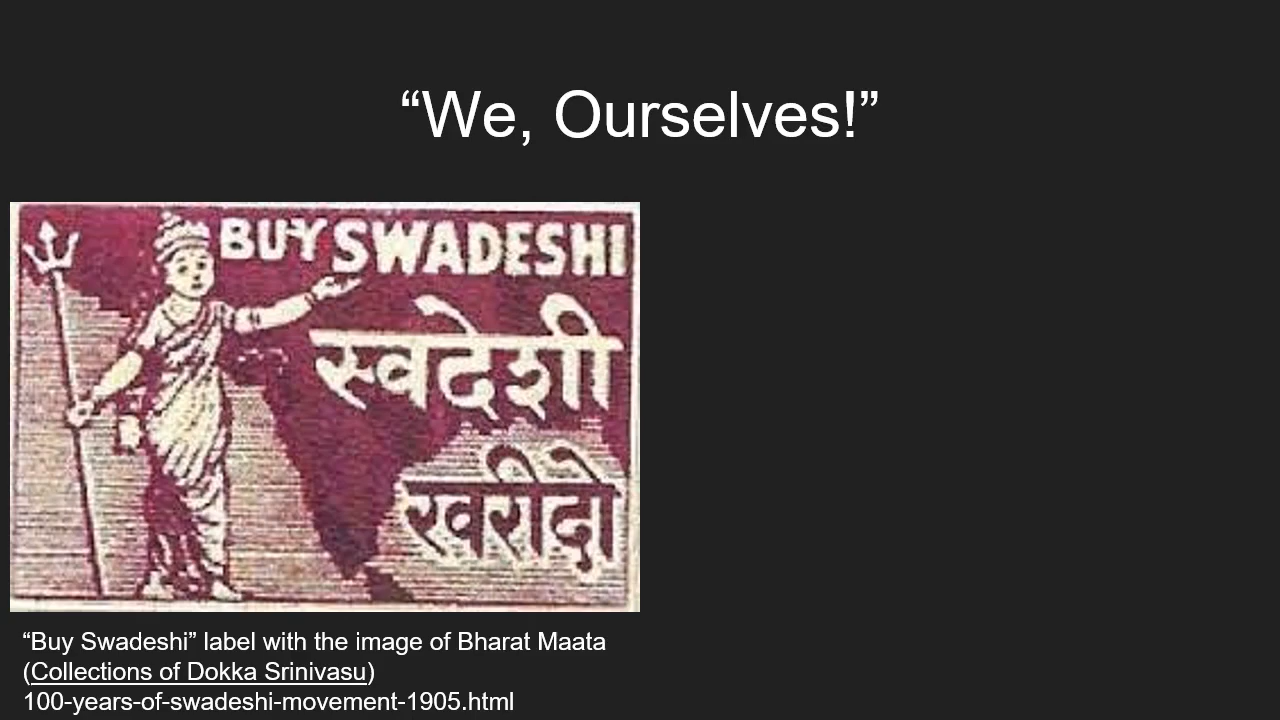 “We, Ourselves!”
BUY SWADESHI
स्वदेशी
खरीदो
“Buy Swadeshi” label with the image of Bharat Maata
(Collections of Dokka Srinivasu)
100-years-of-swadeshi-movement-1905.html